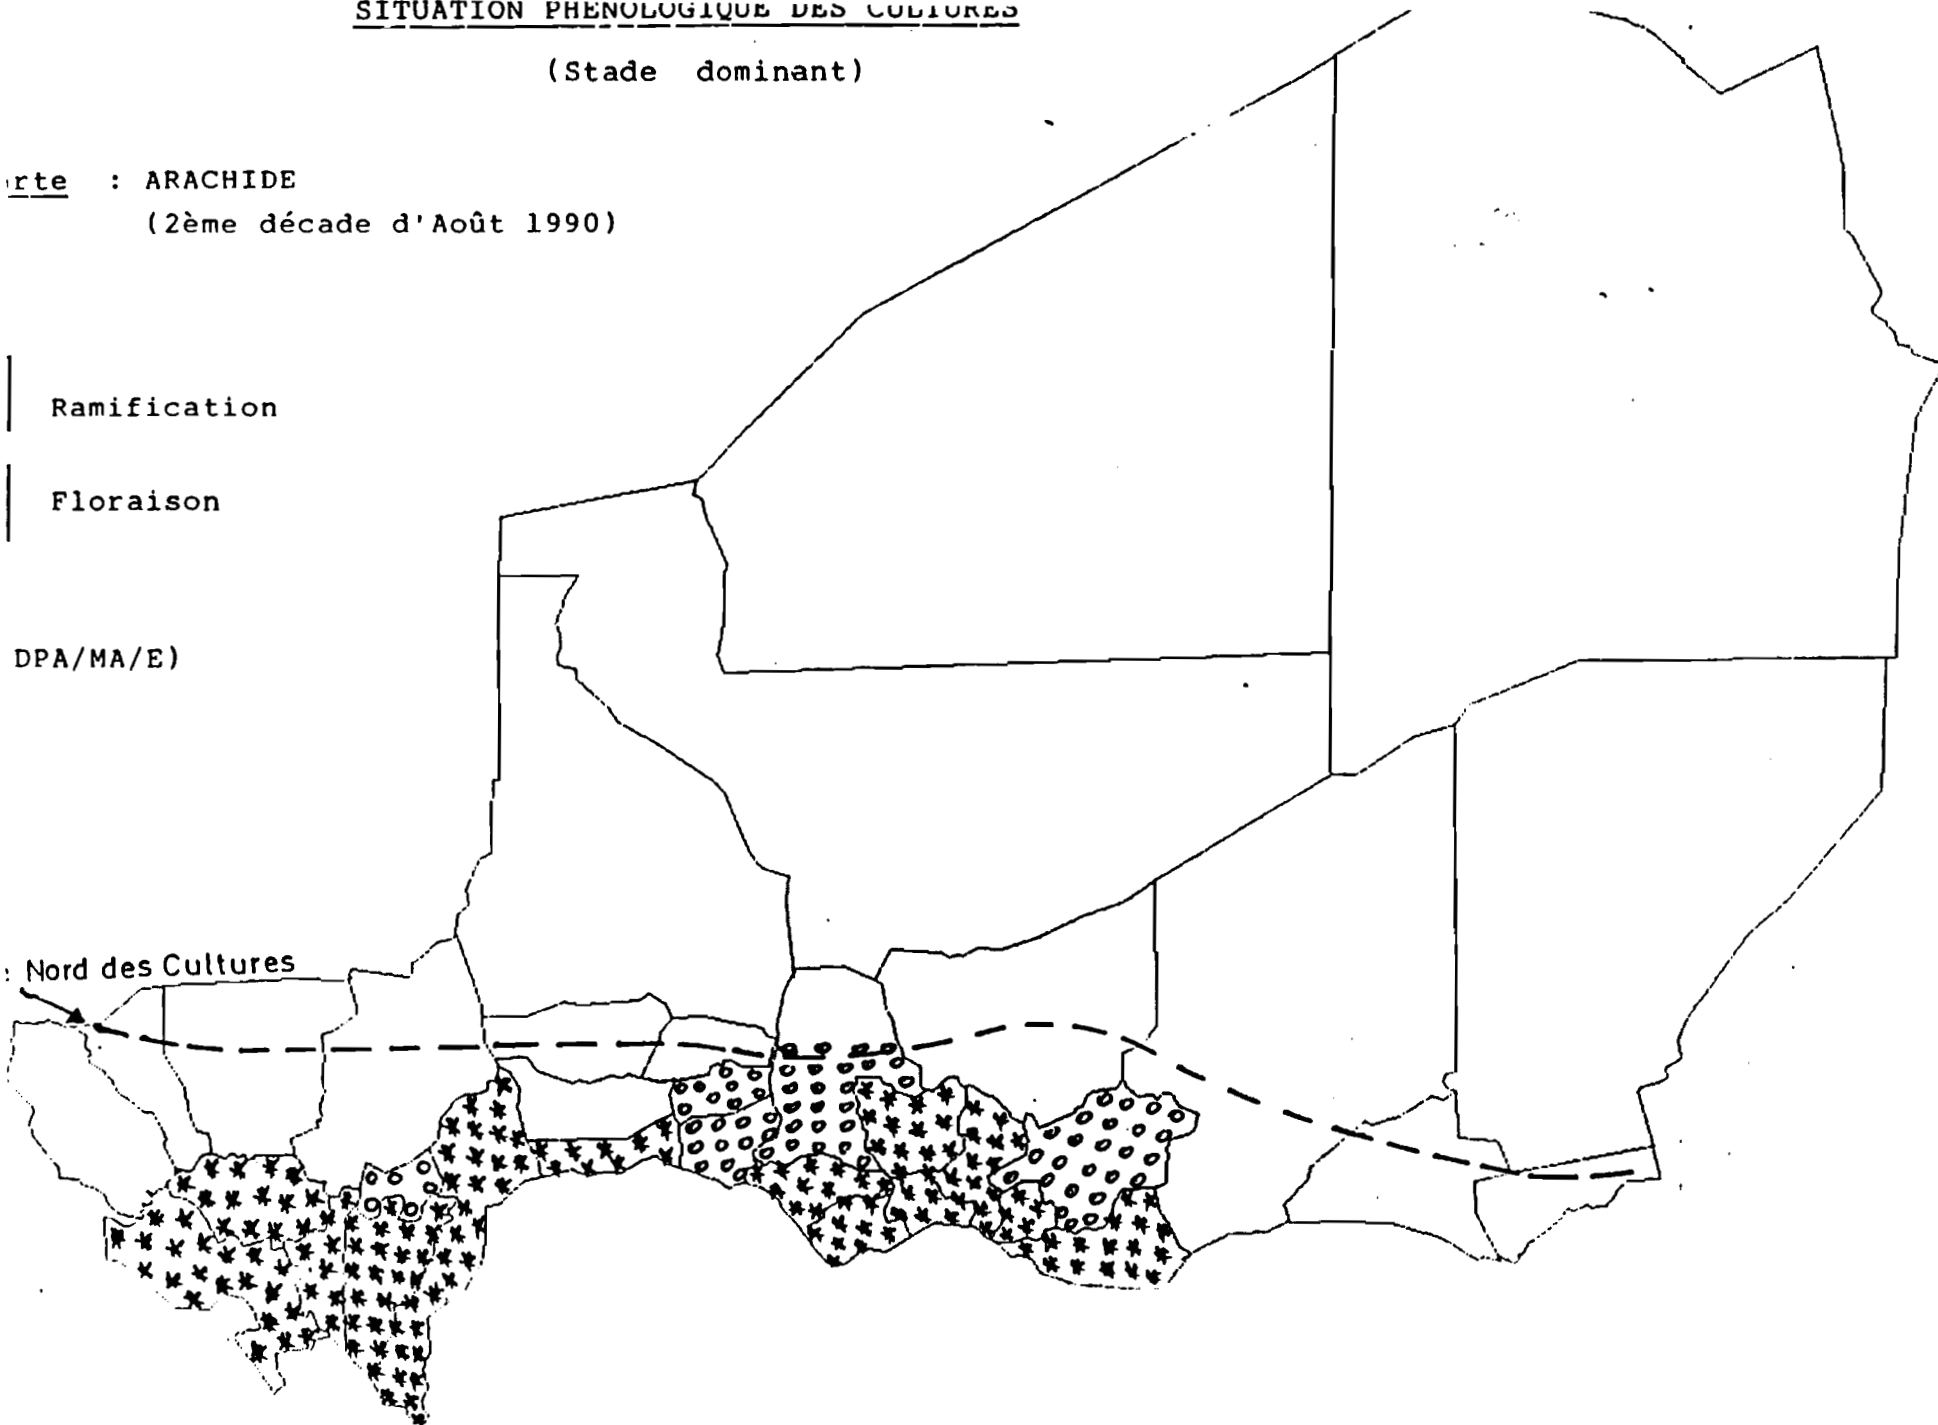 SITUATION PHENOLOGIQUE DES CULTURES
(Stade dominant)
rte : ARACHIDE
(2ème décade d'Août 1990)
Ramification
Floraison
DPA/MA/E)
: Nord des Cultures